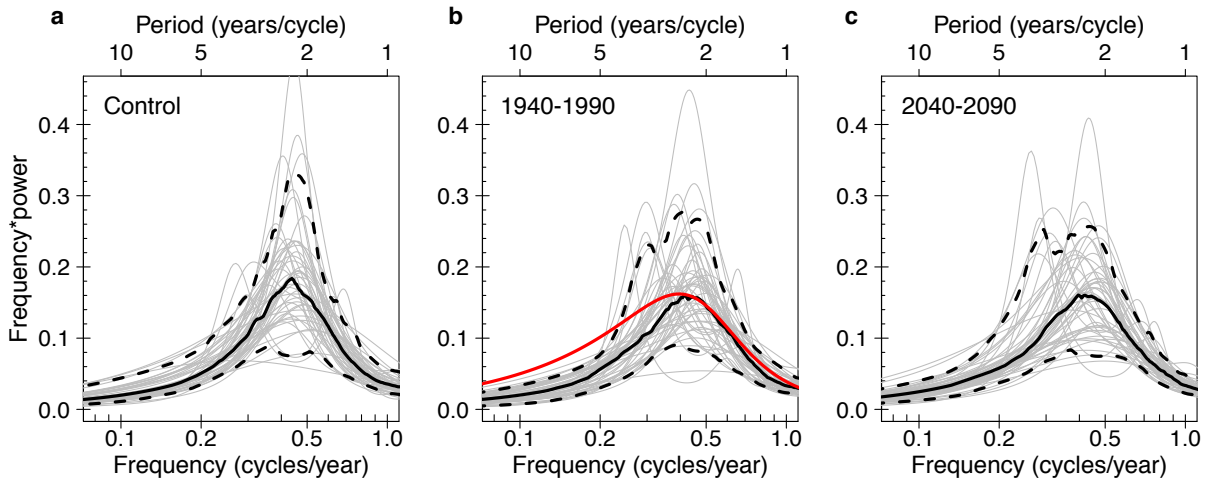 a
Period (years/cycle)
10 5 2 1
Control
Frequency*power
0.4
0.3
0.2
0.1
0.0
0.1 0.2 0.5 1.0
Frequency (cycles/year)
b
Period (years/cycle)
10 5 2 1
1940-1990
0.4
0.3
0.2
0.1
0.0
0.1 0.2 0.5 1.0
Frequency (cycles/year)
c
Period (years/cycle)
10 5 2 1
2040-2090
0.4
0.3
0.2
0.1
0.0
0.1 0.2 0.5 1.0
Frequency (cycles/year)